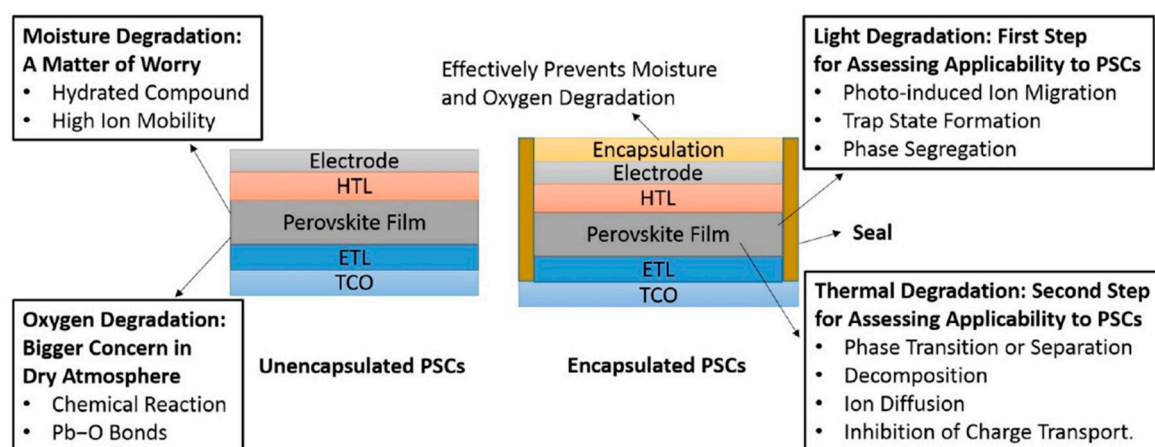 Moisture Degradation:
A Matter of Worry
• Hydrated Compound
• High Ion Mobility
Oxygen Degradation:
Bigger Concern in
Dry Atmosphere
• Chemical Reaction
• Pb–O Bonds
Electrode
HTL
Perovskite Film
ETL
TCO
Unencapsulated PSCs
Effectively Prevents Moisture
and Oxygen Degradation
Encapsulation
Electrode
HTL
Perovskite Film
ETL
TCO
Encapsulated PSCs
Seal
Light Degradation: First Step
for Assessing Applicability to PSCs
• Photo-induced Ion Migration
• Trap State Formation
• Phase Segregation
Thermal Degradation: Second Step
for Assessing Applicability to PSCs
• Phase Transition or Separation
• Decomposition
• Ion Diffusion
• Inhibition of Charge Transport.